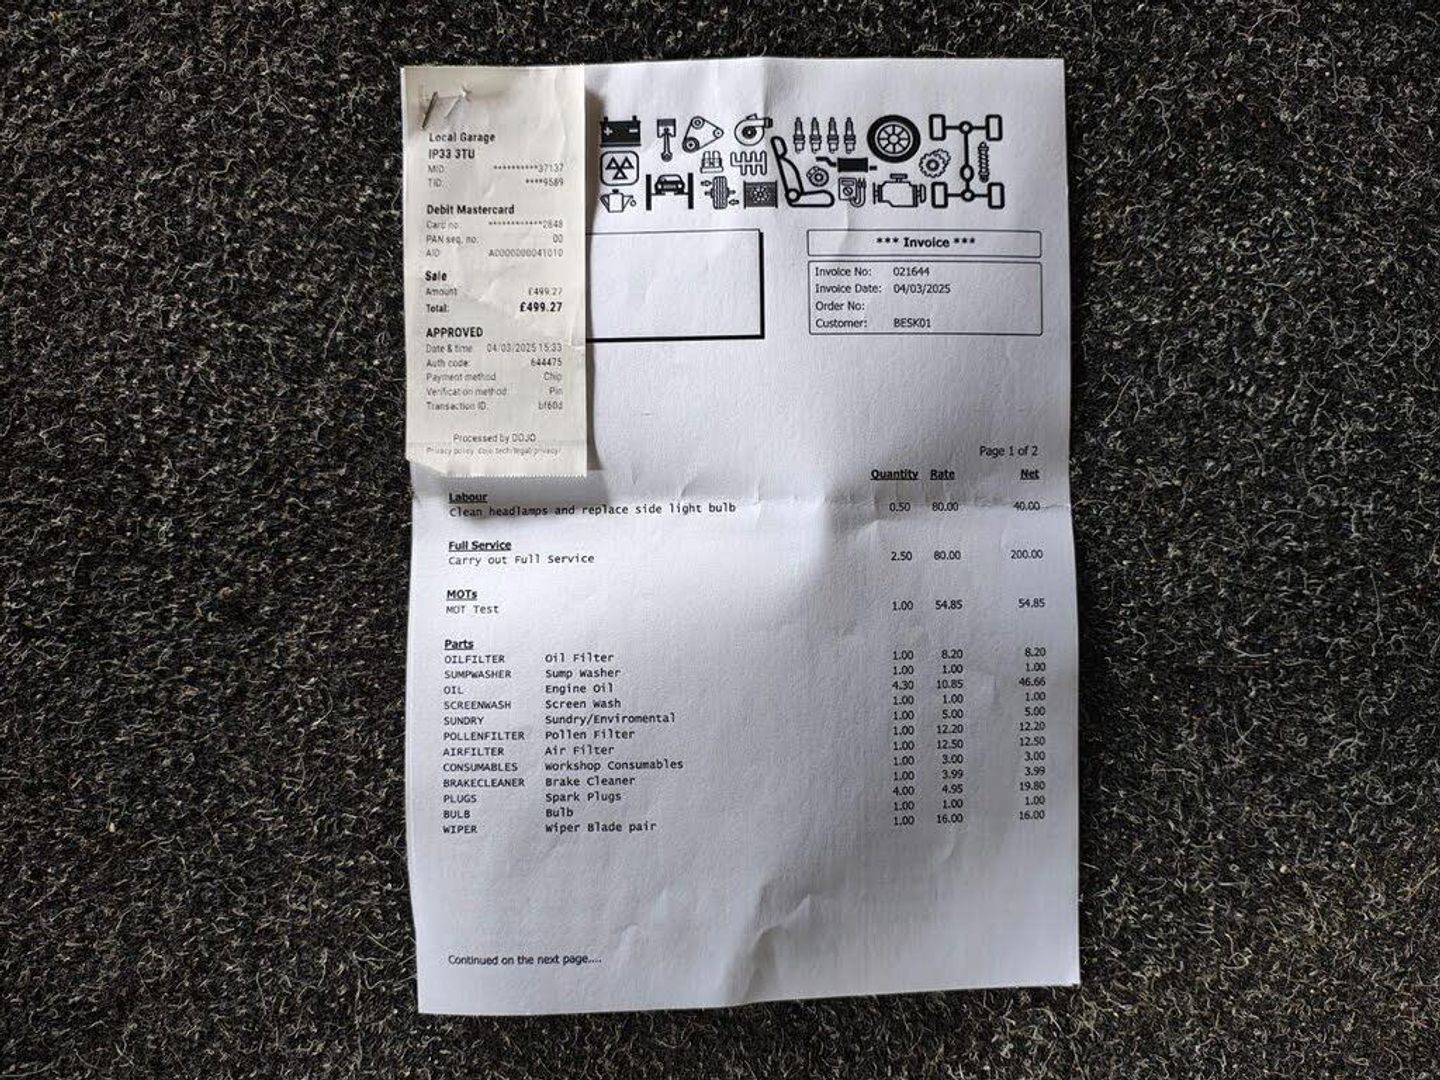 Local Garage
IP33 3TU
MID: **********37137
TID: ****9589
Debit Mastercard
Card no: ************2848
PAN seq. no: 00
AID: A0000000041010
Sale
Amount £499.27
Total: £499.27
APPROVED
Date & time 04/03/2025 15:33
Auth code: 644475
Payment method Chip
Verification method Pin
Transaction ID: bf60d
Processed by DOJO
Privacy policy: dojo.tech/legal/privacy/
*** Invoice ***
Invoice No: 021644
Invoice Date: 04/03/2025
Order No:
Customer: BESK01
Page 1 of 2
Quantity Rate Net
Labour
Clean headlamps and replace side light bulb 0.50 80.00 40.00
Full Service
Carry out Full Service 2.50 80.00 200.00
MOTs
MOT Test 1.00 54.85 54.85
Parts
OILFILTER Oil Filter 1.00 8.20 8.20
SUMPWASHER Sump Washer 1.00 1.00 1.00
OIL Engine Oil 4.30 10.85 46.66
SCREENWASH Screen Wash 1.00 1.00 1.00
SUNDRY Sundry/Enviromental 1.00 5.00 5.00
POLLENFILTER Pollen Filter 1.00 12.20 12.20
AIRFILTER Air Filter 1.00 12.50 12.50
CONSUMABLES Workshop Consumables 1.00 3.00 3.00
BRAKECLEANER Brake Cleaner 1.00 3.99 3.99
PLUGS Spark Plugs 4.00 4.95 19.80
BULB Bulb 1.00 1.00 1.00
WIPER Wiper Blade pair 1.00 16.00 16.00
Continued on the next page....